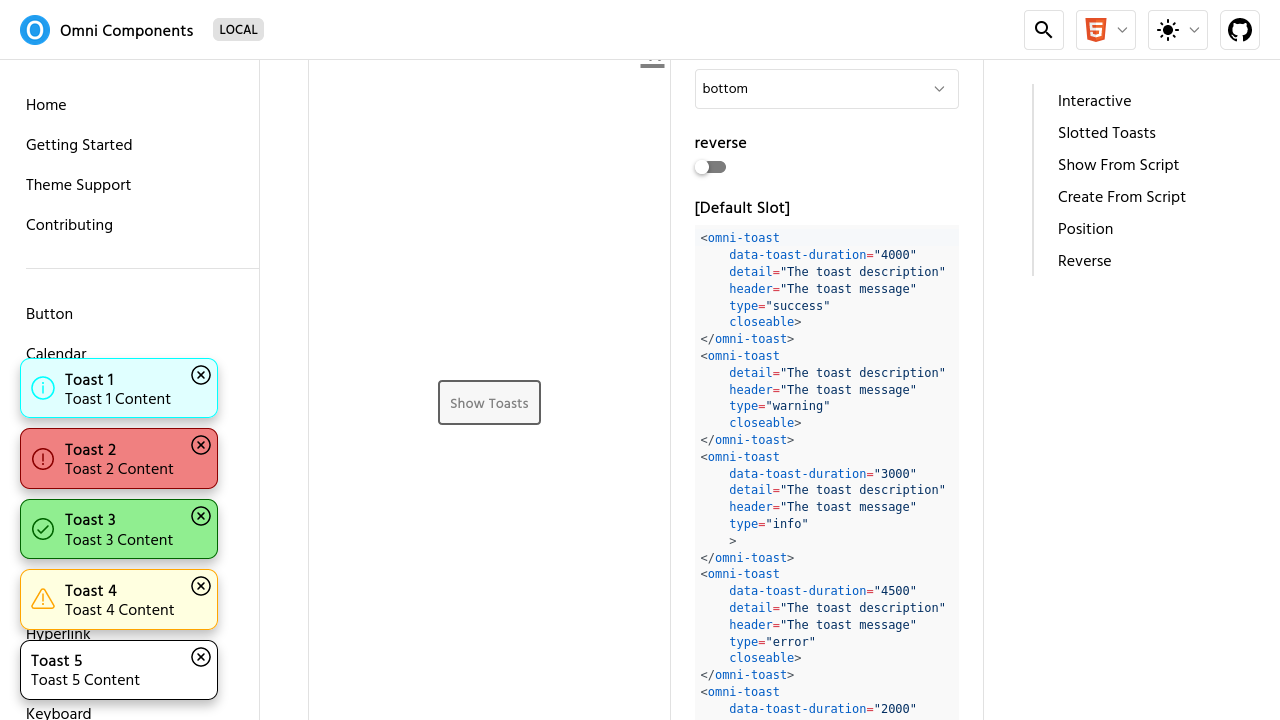 Omni Components
LOCAL
Home
Getting Started
Theme Support
Contributing
Button
Calendar
Toast 1
Toast 1 Content
Toast 2
Toast 2 Content
Toast 3
Toast 3 Content
Toast 4
Toast 4 Content
Hyperlink
Toast 5
Toast 5 Content
Keyboard
Show Toasts
bottom
reverse
[Default Slot]
<omni-toast
data-toast-duration="4000"
detail="The toast description"
header="The toast message"
type="success"
closeable>
</omni-toast>
<omni-toast
detail="The toast description"
header="The toast message"
type="warning"
closeable>
</omni-toast>
<omni-toast
data-toast-duration="3000"
detail="The toast description"
header="The toast message"
type="info"
>
</omni-toast>
<omni-toast
data-toast-duration="4500"
detail="The toast description"
header="The toast message"
type="error"
closeable>
</omni-toast>
<omni-toast
data-toast-duration="2000"
Interactive
Slotted Toasts
Show From Script
Create From Script
Position
Reverse